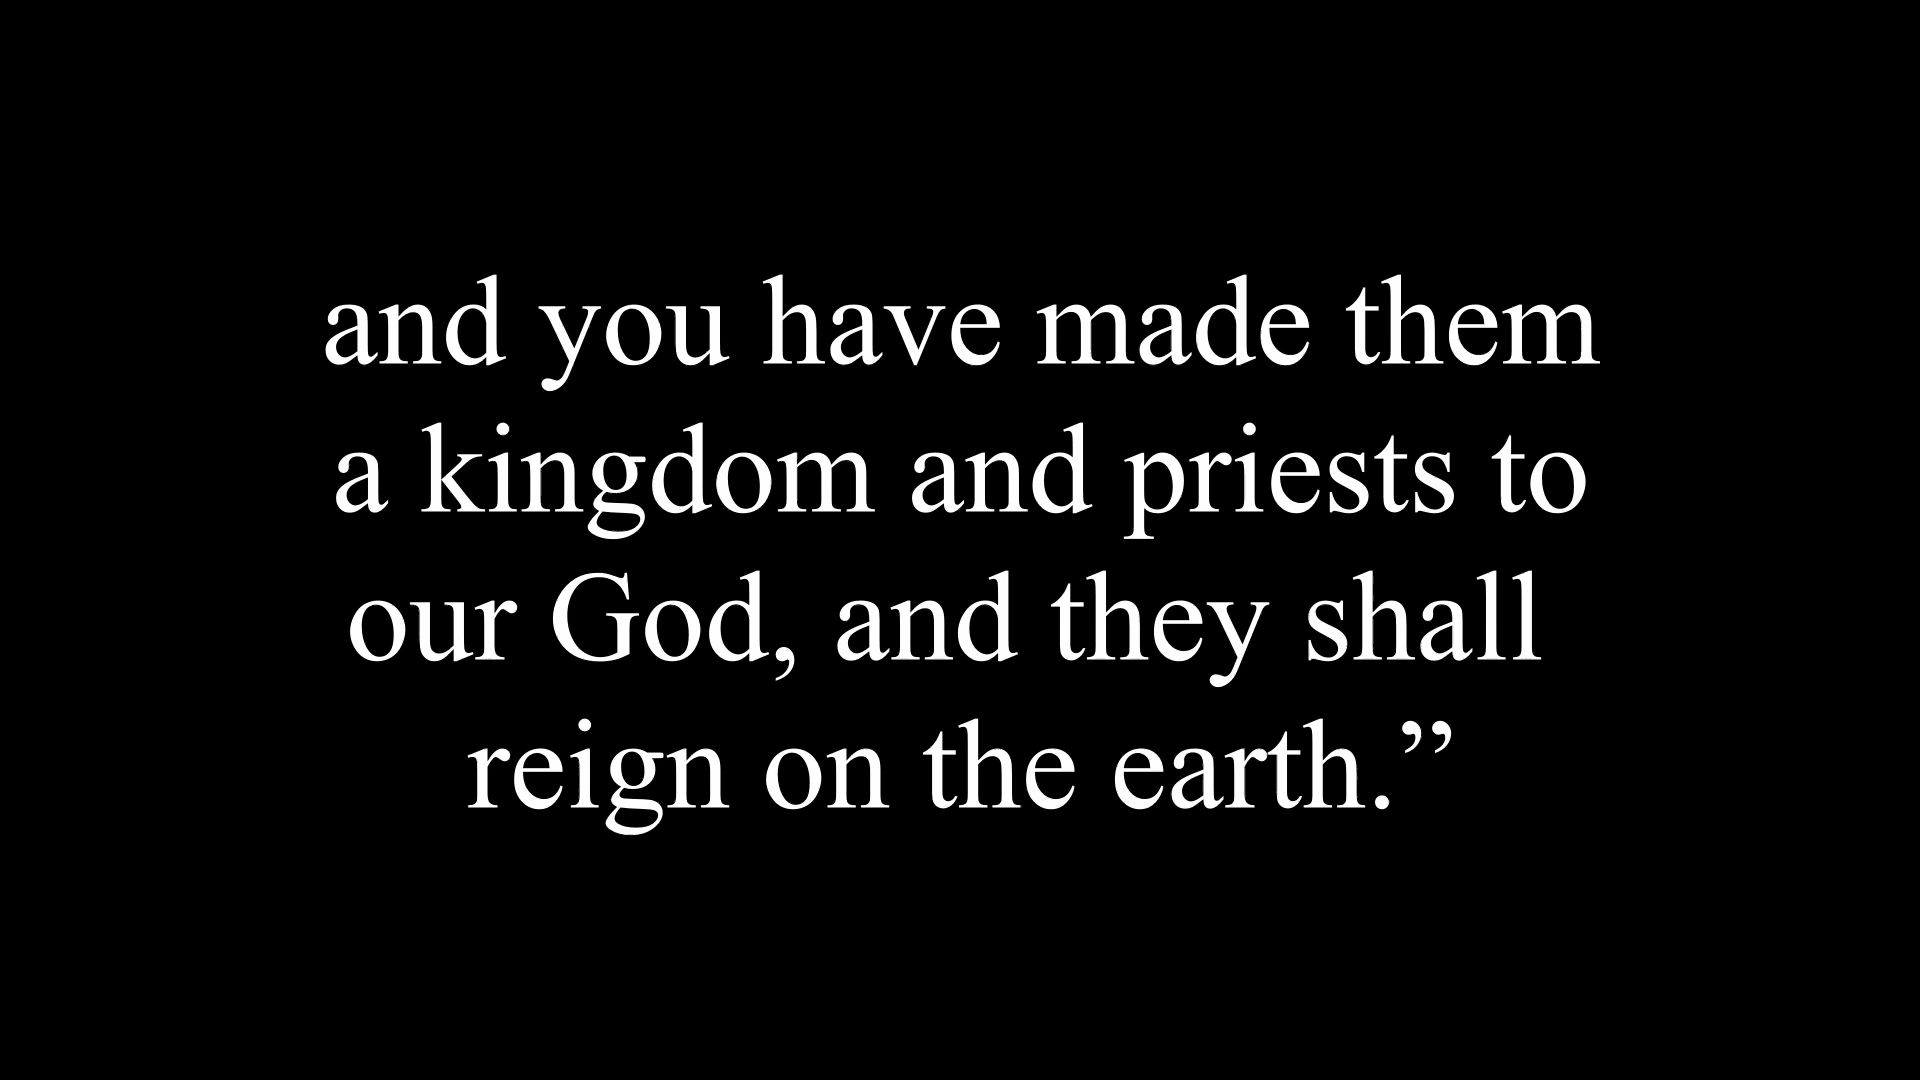 and you have made them
a kingdom and priests to
our God, and they shall
reign on the earth.”